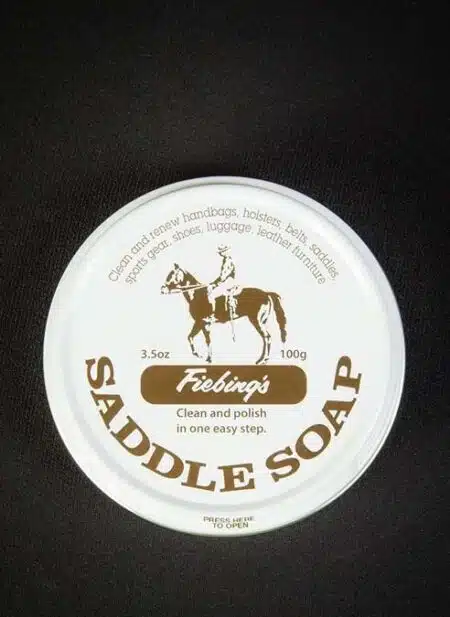 Clean and renew handbags, holsters, belts, saddles,
sports gear, shoes, luggage, leather furniture
3.5oz 100g
Fiebing's
Clean and polish
in one easy step.
SADDLE SOAP
PRESS HERE
TO OPEN